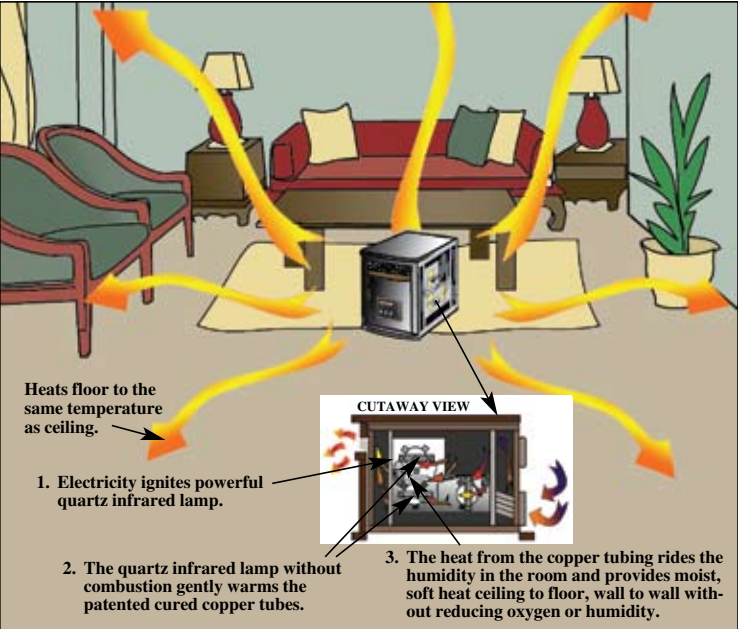 Heats floor to the
same temperature
as ceiling.
CUTAWAY VIEW
1. Electricity ignites powerful
quartz infrared lamp.
2. The quartz infrared lamp without
combustion gently warms the
patented cured copper tubes.
3. The heat from the copper tubing rides the
humidity in the room and provides moist,
soft heat ceiling to floor, wall to wall with-
out reducing oxygen or humidity.